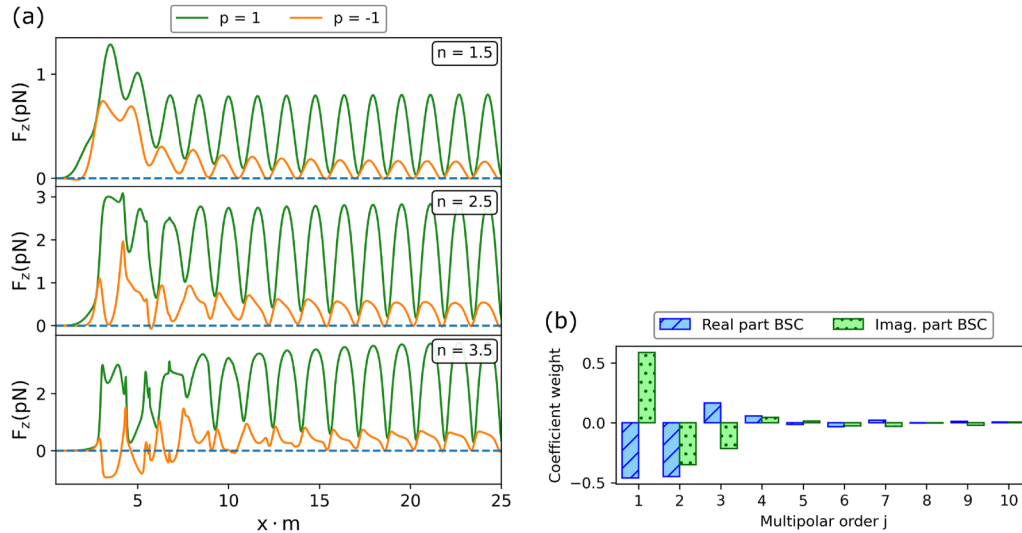 (a)
p = 1
p = -1
n = 1.5
1
0
F_z(pN)
n = 2.5
3
2
1
0
F_z(pN)
n = 3.5
2
0
F_z(pN)
5
10
15
20
25
x · m
(b)
Real part BSC
Imag. part BSC
0.5
0.0
−0.5
Coefficient weight
1 2 3 4 5 6 7 8 9 10
Multipolar order j